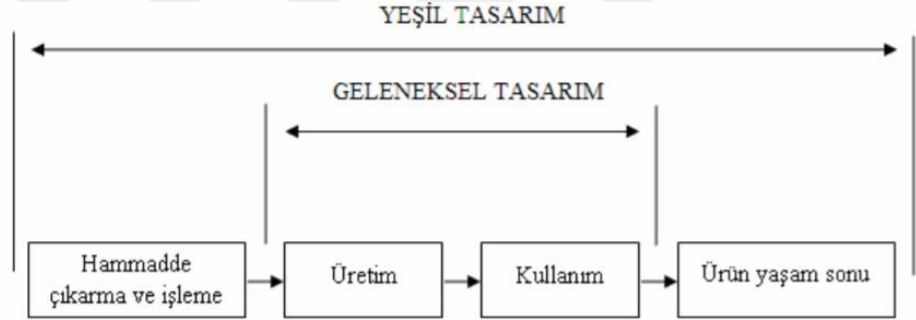 YEŞİL TASARIM
GELENEKSEL TASARIM
Hammadde
çıkarma ve işleme
Üretim
Kullanım
Ürün yaşam sonu